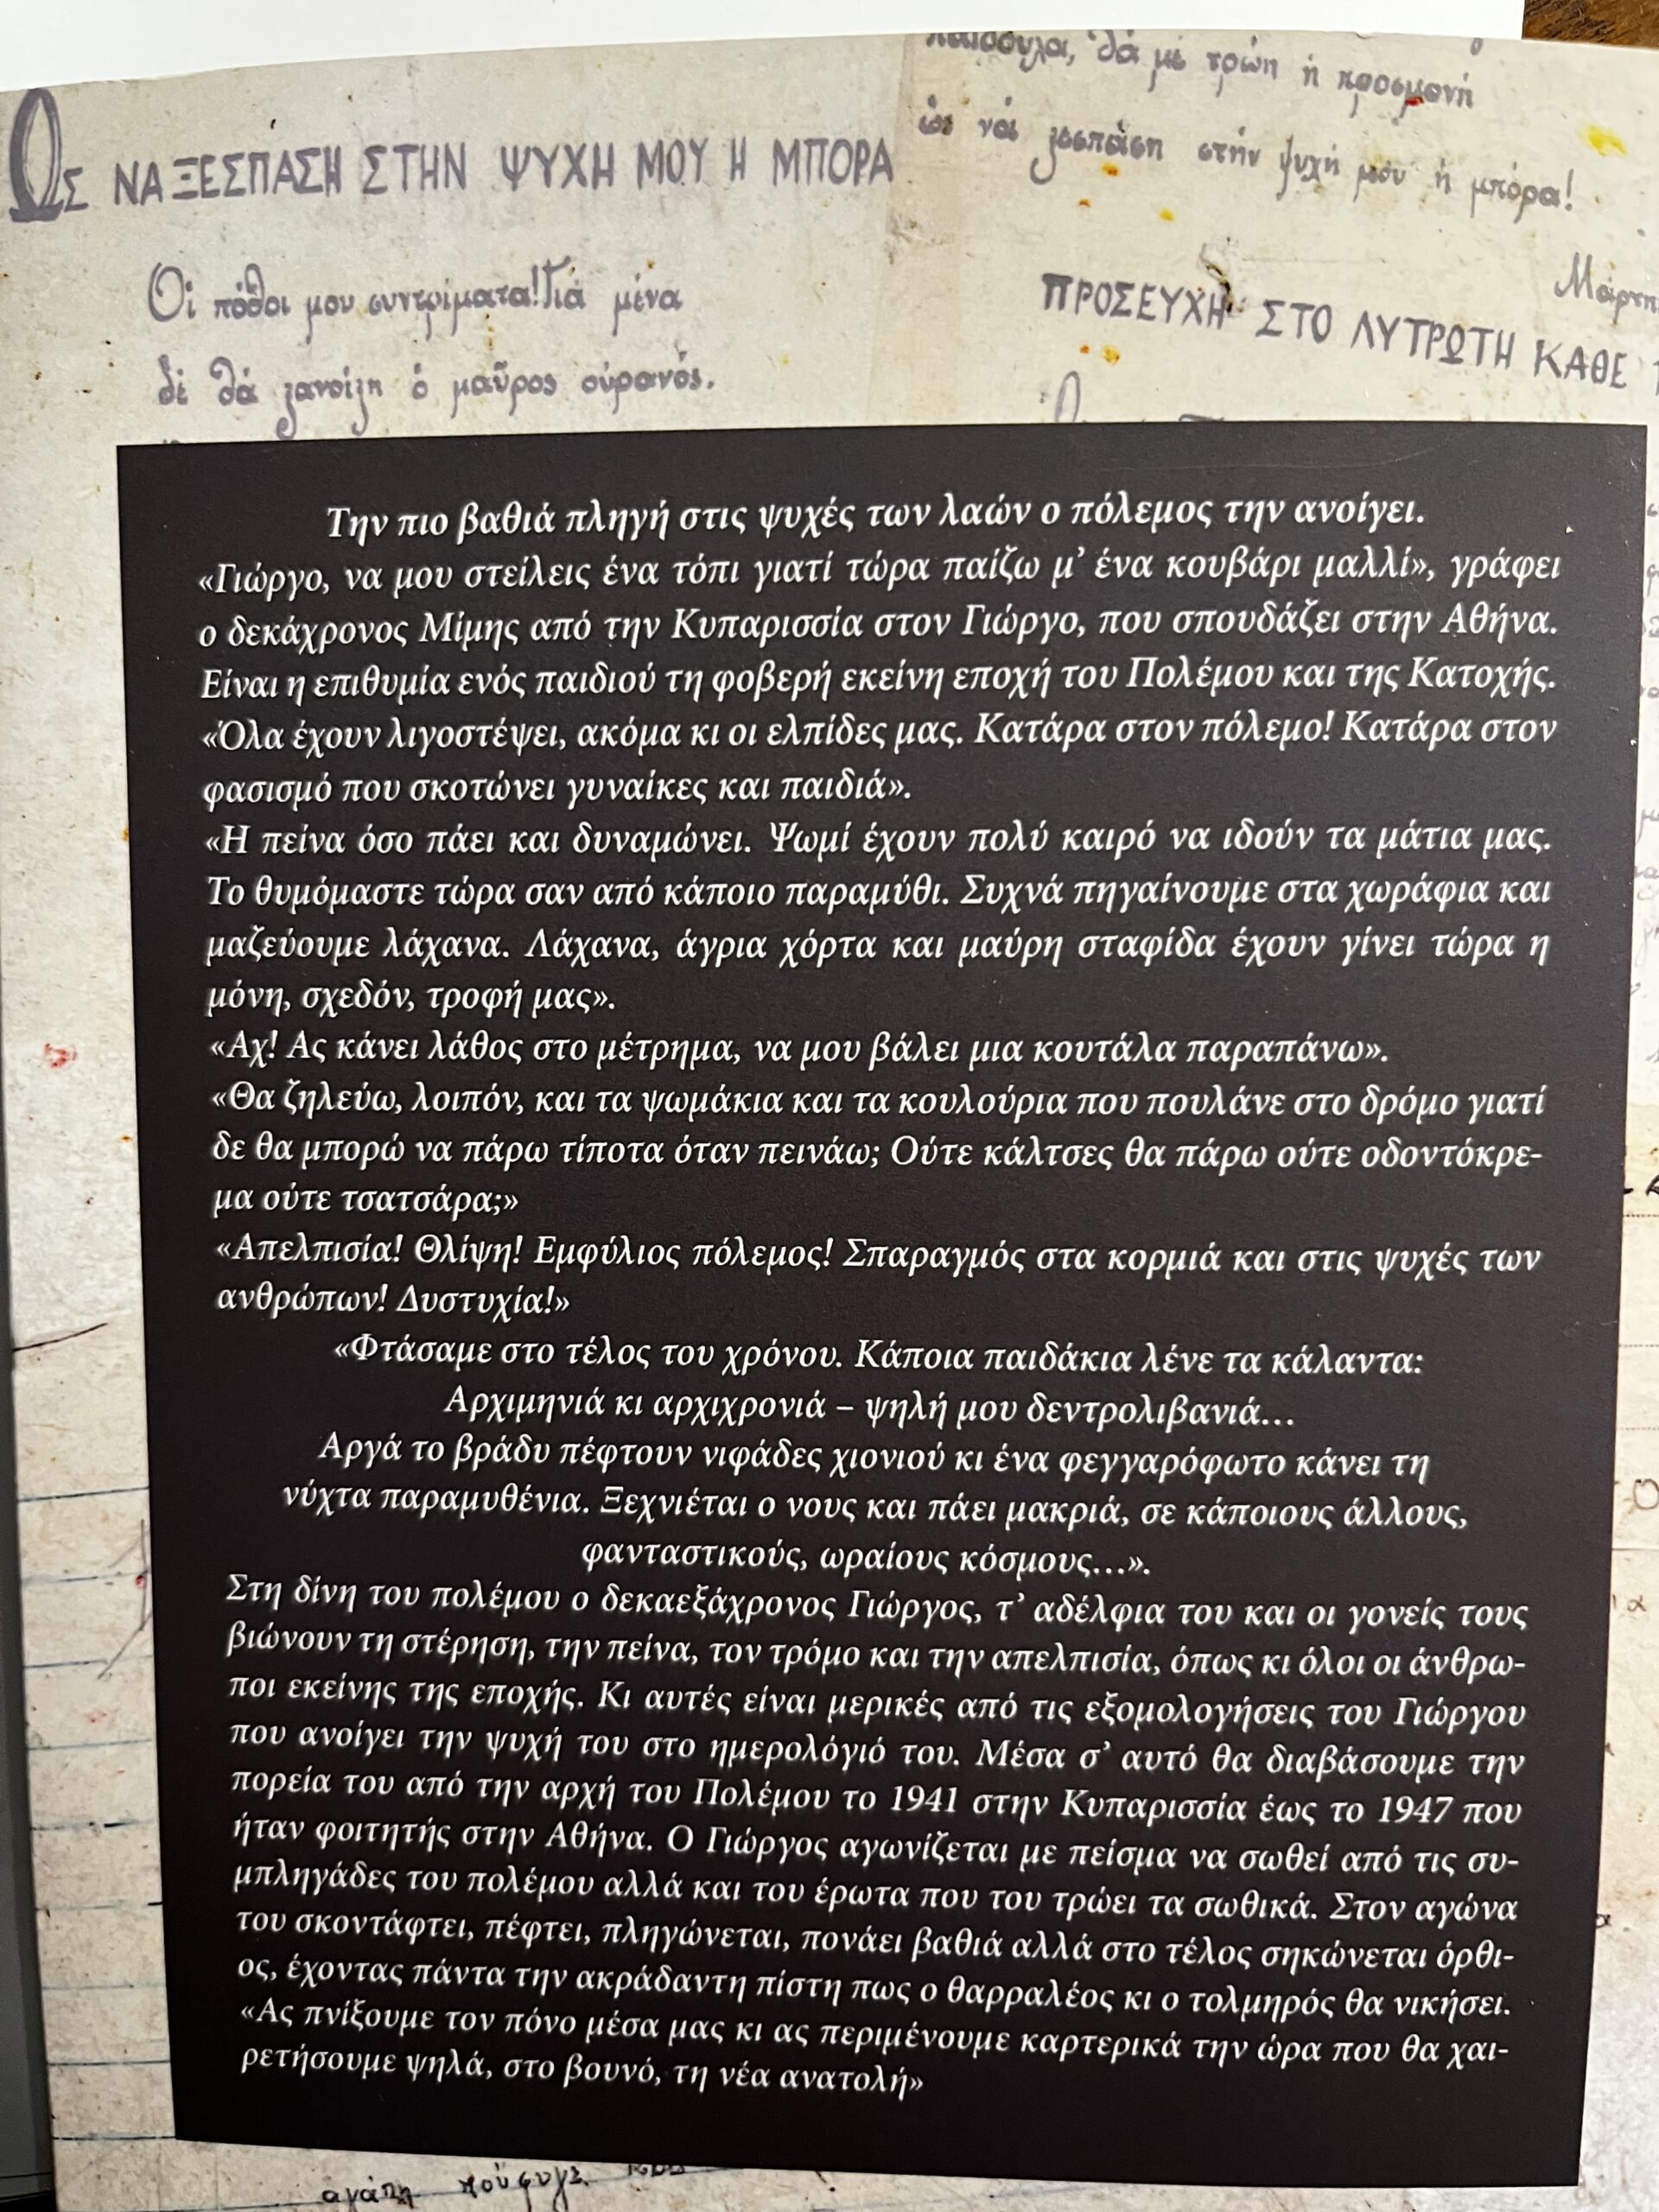 Ὡς ΝΑ ΞΕΣΠΑΣΗ ΣΤΗΝ ΨΥΧΗ ΜΟΥ Η ΜΠΟΡΑ
Οἱ πόθοι μου συντρίματα! Γιά μένα
δέ θά ξανοίξη ὁ μαῦρος οὐρανός.
θά μέ τρώη ἡ προσμονή
ὡς νά ξεσπάση στήν ψυχή μου ἡ μπόρα!
ΠΡΟΣΕΥΧΗ ΣΤΟ ΛΥΤΡΩΤΗ ΚΑΘΕ
Την πιο βαθιά πληγή στις ψυχές των λαών ο πόλεμος την ανοίγει.
«Γιώργο, να μου στείλεις ένα τόπι γιατί τώρα παίζω μ’ ένα κουβάρι μαλλί», γράφει
ο δεκάχρονος Μίμης από την Κυπαρισσία στον Γιώργο, που σπουδάζει στην Αθήνα.
Είναι η επιθυμία ενός παιδιού τη φοβερή εκείνη εποχή του Πολέμου και της Κατοχής.
«Όλα έχουν λιγοστέψει, ακόμα κι οι ελπίδες μας. Κατάρα στον πόλεμο! Κατάρα στον
φασισμό που σκοτώνει γυναίκες και παιδιά».
«Η πείνα όσο πάει και δυναμώνει. Ψωμί έχουν πολύ καιρό να ιδούν τα μάτια μας.
Το θυμόμαστε τώρα σαν από κάποιο παραμύθι. Συχνά πηγαίνουμε στα χωράφια και
μαζεύουμε λάχανα. Λάχανα, άγρια χόρτα και μαύρη σταφίδα έχουν γίνει τώρα η
μόνη, σχεδόν, τροφή μας».
«Αχ! Ας κάνει λάθος στο μέτρημα, να μου βάλει μια κουτάλα παραπάνω».
«Θα ζηλεύω, λοιπόν, και τα ψωμάκια και τα κουλούρια που πουλάνε στο δρόμο γιατί
δε θα μπορώ να πάρω τίποτα όταν πεινάω; Ούτε κάλτσες θα πάρω ούτε οδοντόκρε-
μα ούτε τσατσάρα;»
«Απελπισία! Θλίψη! Εμφύλιος πόλεμος! Σπαραγμός στα κορμιά και στις ψυχές των
ανθρώπων! Δυστυχία!»
«Φτάσαμε στο τέλος του χρόνου. Κάποια παιδάκια λένε τα κάλαντα:
Αρχιμηνιά κι αρχιχρονιά – ψηλή μου δεντρολιβανιά…
Αργά το βράδυ πέφτουν νιφάδες χιονιού κι ένα φεγγαρόφωτο κάνει τη
νύχτα παραμυθένια. Ξεχνιέται ο νους και πάει μακριά, σε κάποιους άλλους,
φανταστικούς, ωραίους κόσμους…».
Στη δίνη του πολέμου ο δεκαεξάχρονος Γιώργος, τ’ αδέλφια του και οι γονείς τους
βιώνουν τη στέρηση, την πείνα, τον τρόμο και την απελπισία, όπως κι όλοι οι άνθρω-
ποι εκείνης της εποχής. Κι αυτές είναι μερικές από τις εξομολογήσεις του Γιώργου
που ανοίγει την ψυχή του στο ημερολόγιό του. Μέσα σ’ αυτό θα διαβάσουμε την
πορεία του από την αρχή του Πολέμου το 1941 στην Κυπαρισσία έως το 1947 που
ήταν φοιτητής στην Αθήνα. Ο Γιώργος αγωνίζεται με πείσμα να σωθεί από τις συ-
μπληγάδες του πολέμου αλλά και του έρωτα που του τρώει τα σωθικά. Στον αγώνα
του σκοντάφτει, πέφτει, πληγώνεται, πονάει βαθιά αλλά στο τέλος σηκώνεται όρθι-
ος, έχοντας πάντα την ακράδαντη πίστη πως ο θαρραλέος κι ο τολμηρός θα νικήσει.
«Ας πνίξουμε τον πόνο μέσα μας κι ας περιμένουμε καρτερικά την ώρα που θα χαι-
ρετήσουμε ψηλά, στο βουνό, τη νέα ανατολή»
ἀγάπη πού φυγε